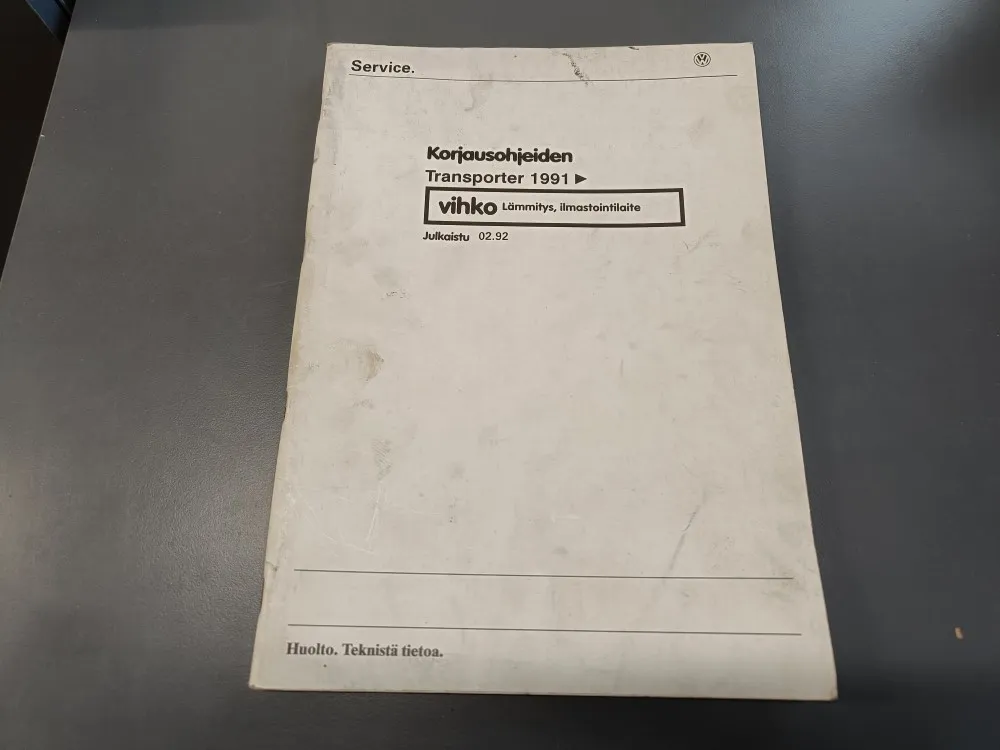 Service.
Korjausohjeiden
Transporter 1991 ►
vihko Lämmitys, ilmastointilaite
Julkaistu 02.92
Huolto. Teknistä tietoa.